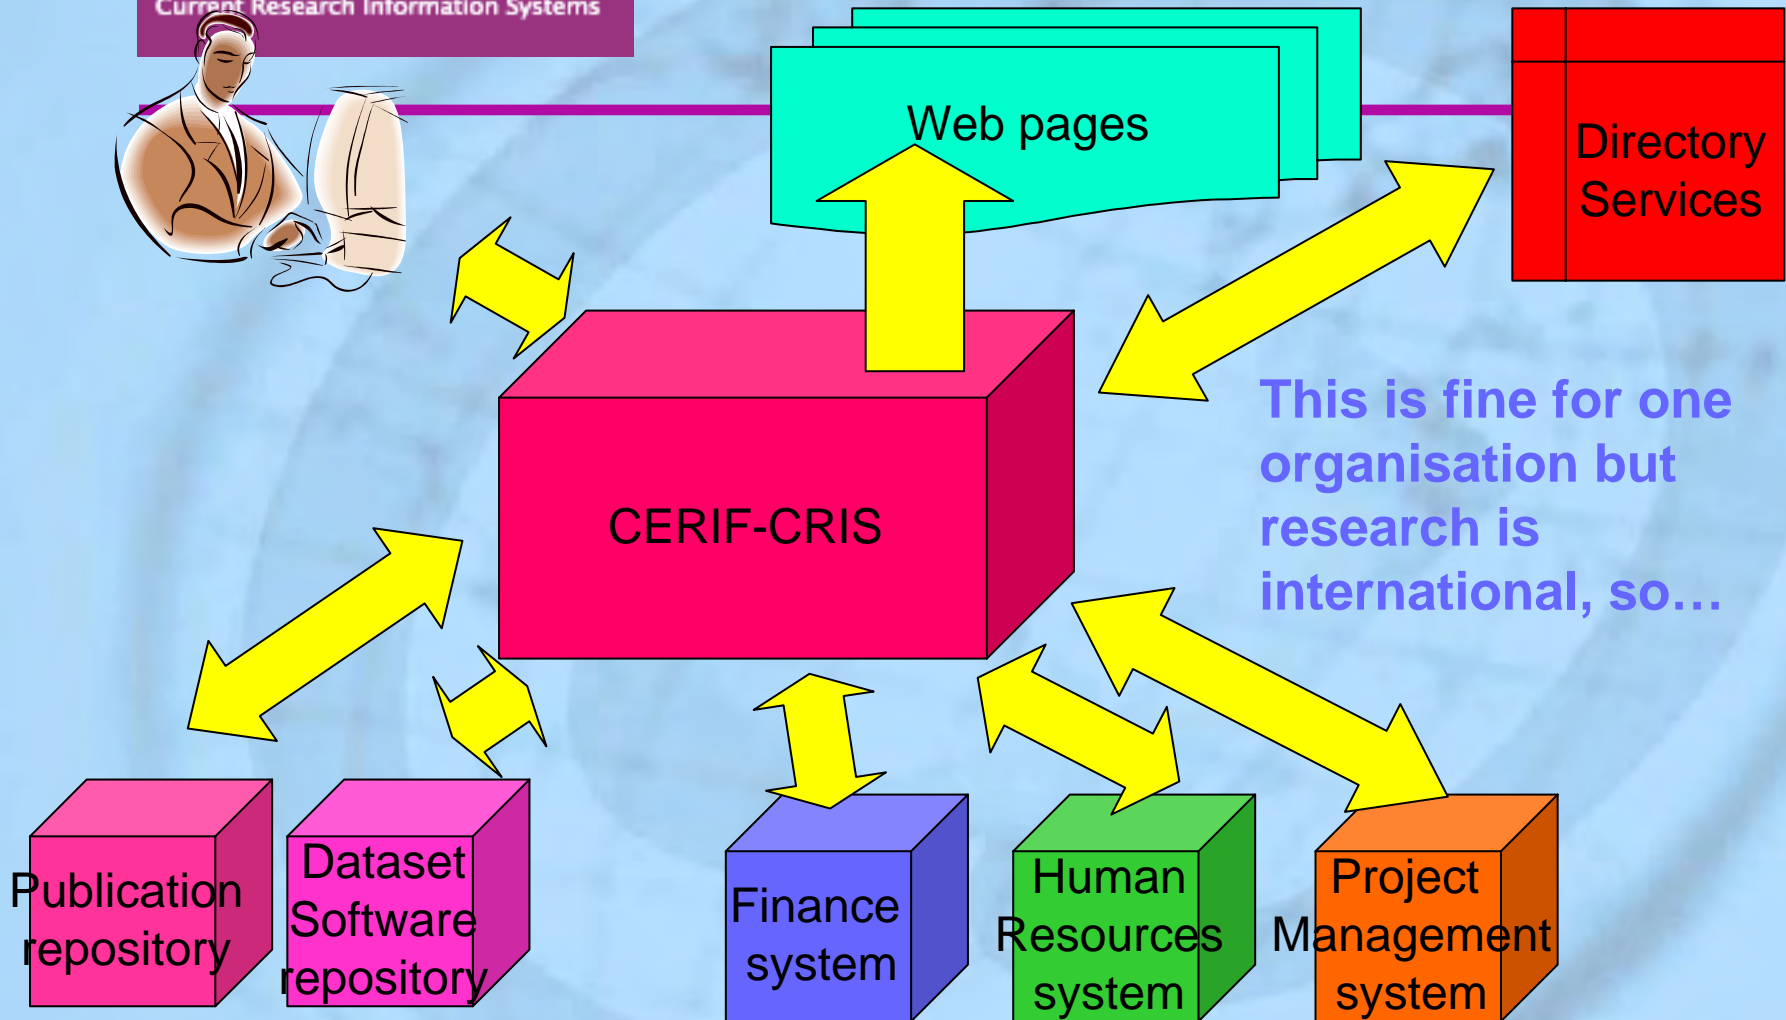 Current Research Information Systems
Web pages
Directory
Services
This is fine for one
organisation but
research is
international, so…
CERIF-CRIS
Publication
repository
Dataset
Software
repository
Finance
system
Human
Resources
system
Project
Management
system